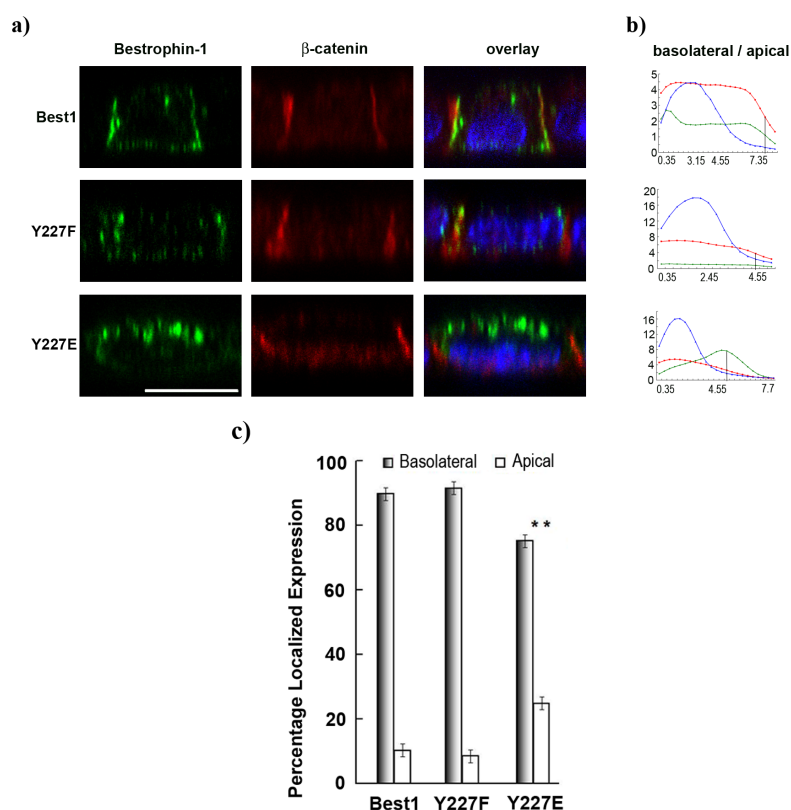 a)
b)
Bestrophin-1 β-catenin overlay
basolateral / apical
Best1
5
4
3
2
1
0
0.35 3.15 4.55 7.35
Y227F
20
16
12
8
4
0
0.35 2.45 4.55
Y227E
16
12
8
4
0
4.55 7.7
c)
Basolateral Apical
Percentage Localized Expression
100
80
60
40
20
0
**
Best1 Y227F Y227E